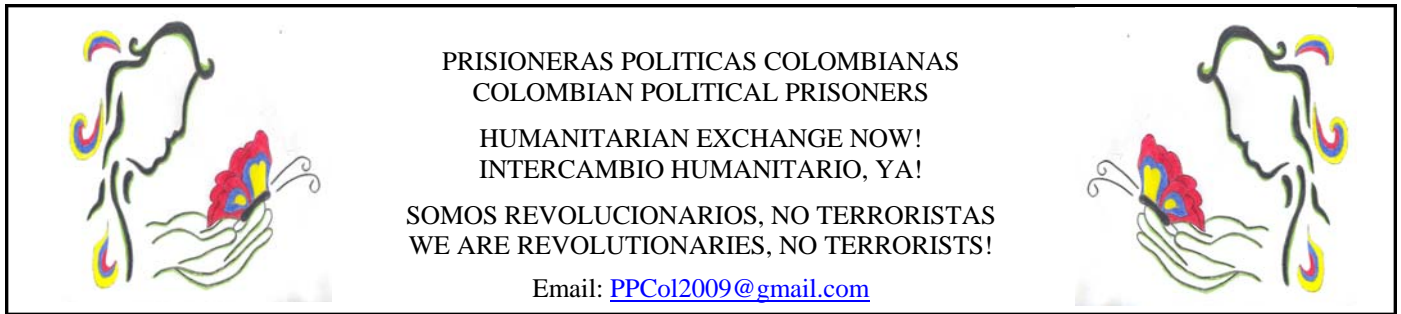 PRISIONERAS POLITICAS COLOMBIANAS
COLOMBIAN POLITICAL PRISONERS
HUMANITARIAN EXCHANGE NOW!
INTERCAMBIO HUMANITARIO, YA!
SOMOS REVOLUCIONARIOS, NO TERRORISTAS
WE ARE REVOLUTIONARIES, NO TERRORISTS!
Email: PPCol2009@gmail.com